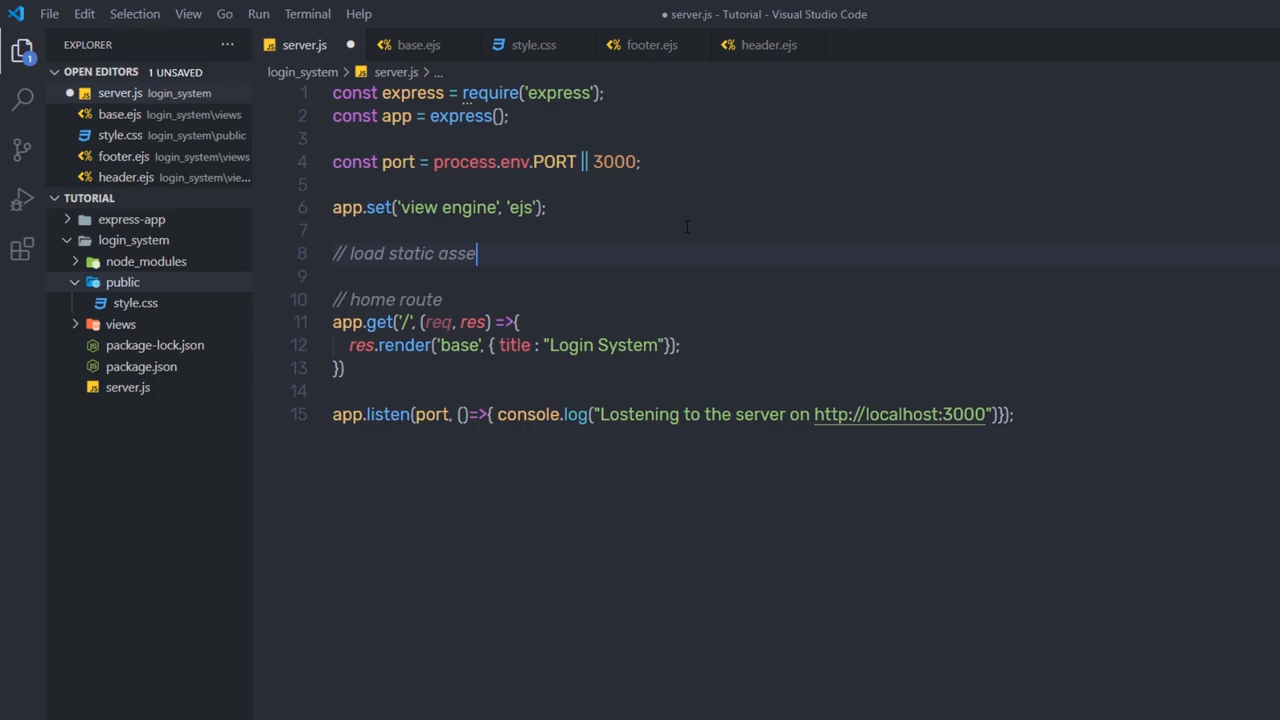 File Edit Selection View Go Run Terminal Help
● server.js - Tutorial - Visual Studio Code
EXPLORER ...
server.js base.ejs style.css footer.ejs header.ejs
OPEN EDITORS 1 UNSAVED
login_system > server.js > ...
server.js login_system
base.ejs login_system\views
style.css login_system\public
footer.ejs login_system\views
header.ejs login_system\vie...
TUTORIAL
express-app
login_system
node_modules
public
style.css
views
package-lock.json
package.json
server.js
1
1 const express = require('express');
2 const app = express();
3
4 const port = process.env.PORT || 3000;
5
6 app.set('view engine', 'ejs');
7
8 // load static asse
9
10 // home route
11 app.get('/', (req, res) =>{
12 res.render('base', { title : "Login System"});
13 })
14
15 app.listen(port, ()=>{ console.log("Lostening to the server on http://localhost:3000")});